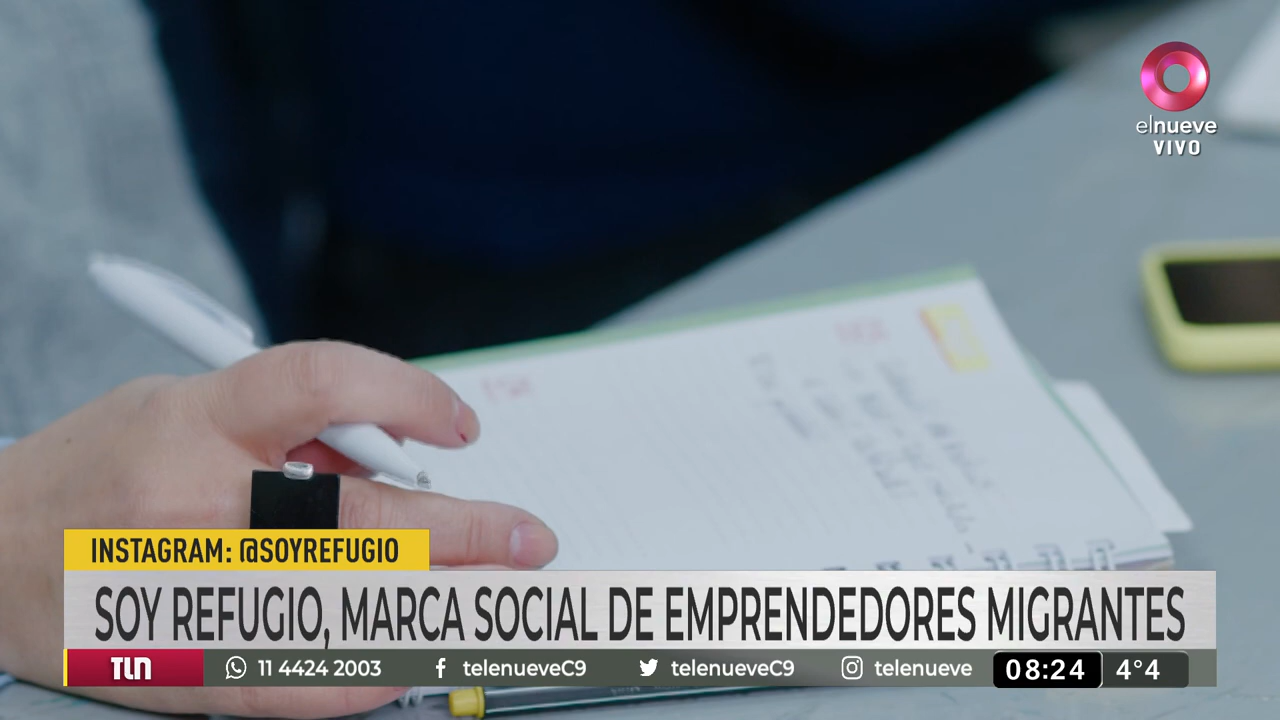 elnueve
VIVO
INSTAGRAM: @SOYREFUGIO
SOY REFUGIO, MARCA SOCIAL DE EMPRENDEDORES MIGRANTES
TLN 11 4424 2003 telenueveC9 telenueveC9 telenueve 08:24 4°4